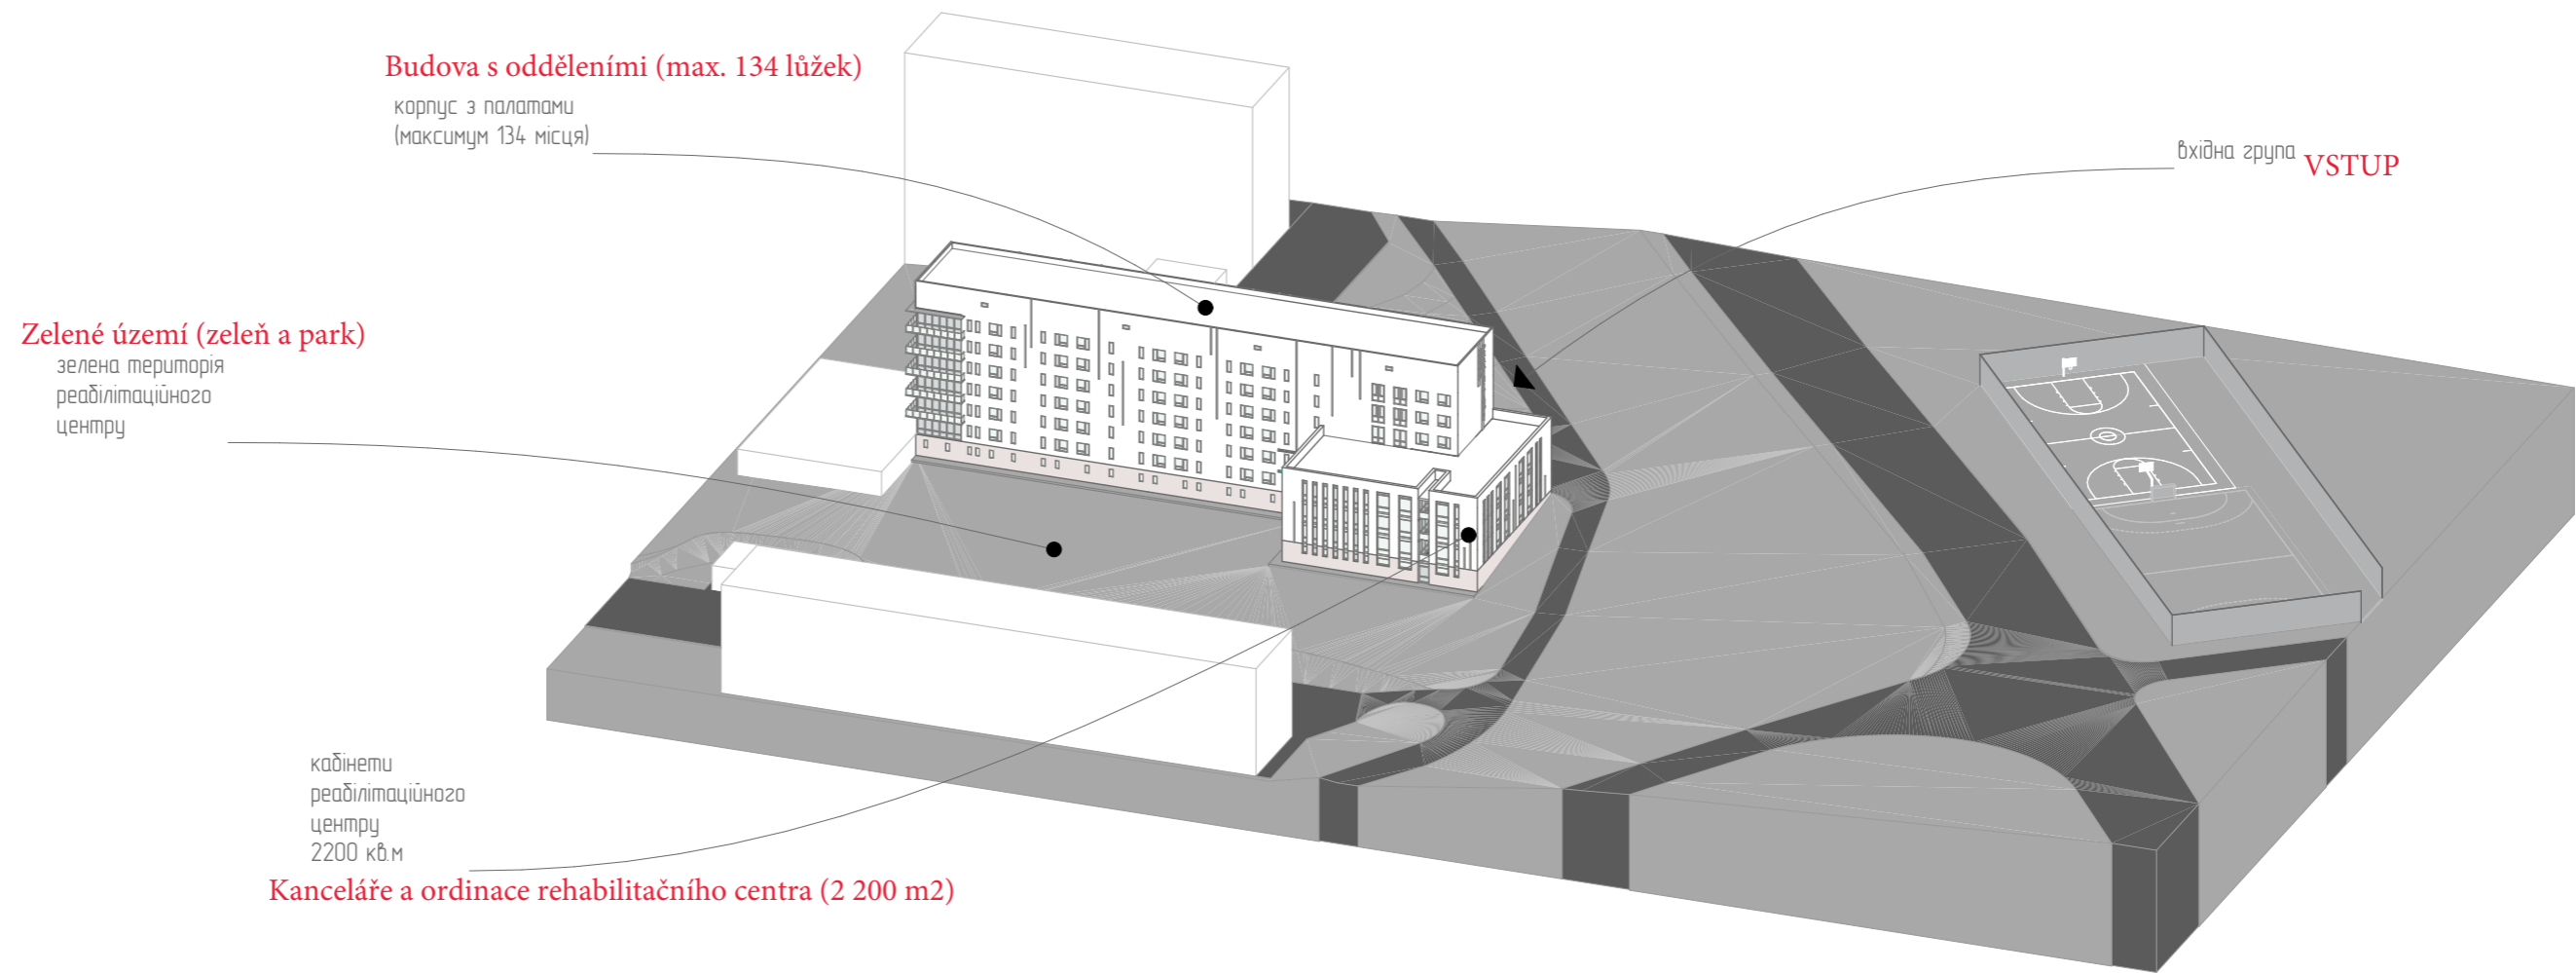 Budova s odděleními (max. 134 lůžek)
корпус з палатами
(максимум 134 місця)
вхідна група
VSTUP
Zelené území (zeleň a park)
зелена територія
реабілітаційного
центру
кабінети
реабілітаційного
центру
2200 кв.м
Kanceláře a ordinace rehabilitačního centra (2 200 m2)